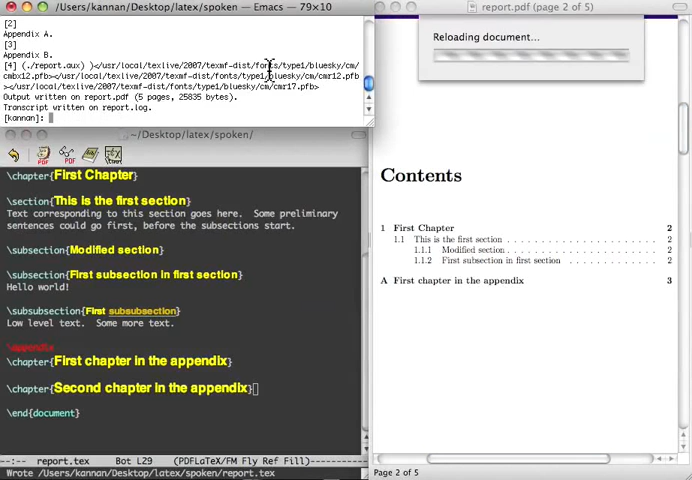 /Users/kannan/Desktop/latex/spoken — Emacs — 79×10
[2]
Appendix A.
[3]
Appendix B.
[4] (./report.aux) )</usr/local/texlive/2007/texmf-dist/fonts/type1/bluesky/cm/
cmbx12.pfb></usr/local/texlive/2007/texmf-dist/fonts/type1/bluesky/cm/cmr12.pfb
></usr/local/texlive/2007/texmf-dist/fonts/type1/bluesky/cm/cmr17.pfb>
Output written on report.pdf (5 pages, 25835 bytes).
Transcript written on report.log.
[kannan]:
~/Desktop/latex/spoken/
PDF
PDF
\chapter{First Chapter}
\section{This is the first section}
Text corresponding to this section goes here.  Some preliminary
sentences could go first, before the subsections start.
\subsection{Modified section}
\subsection{First subsection in first section}
Hello world!
\subsubsection{First subsubsection}
Low level text.  Some more text.
\appendix
\chapter{First chapter in the appendix}
\chapter{Second chapter in the appendix}
\end{document}
--:-- report.tex Bot L29 (PDFLaTeX/FM Fly Ref Fill)
Wrote /Users/kannan/Desktop/latex/spoken/report.tex
report.pdf (page 2 of 5)
Reloading document...
Contents
1 First Chapter 2
1.1 This is the first section 2
1.1.1 Modified section 2
1.1.2 First subsection in first section 2
A First chapter in the appendix 3
Page 2 of 5